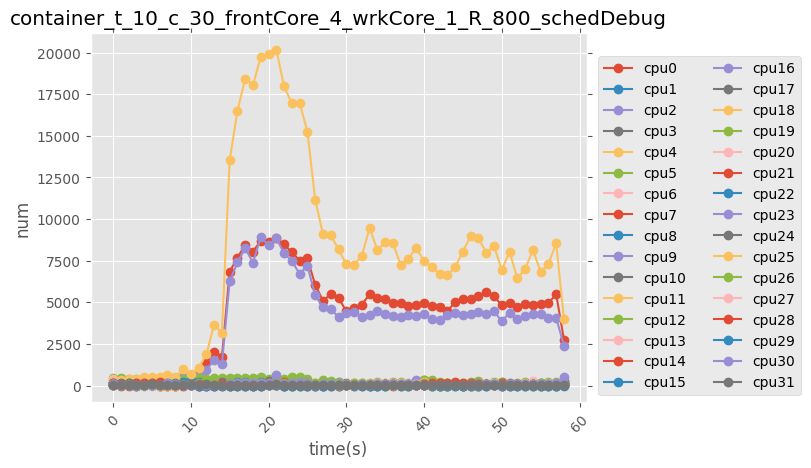 container_t_10_c_30_frontCore_4_wrkCore_1_R_800_schedDebug
20000
17500
15000
12500
10000
7500
5000
2500
0
num
0
10
20
30
40
50
60
time(s)
cpu0
cpu1
cpu2
cpu3
cpu4
cpu5
cpu6
cpu7
cpu8
cpu9
cpu10
cpu11
cpu12
cpu13
cpu14
cpu15
cpu16
cpu17
cpu18
cpu19
cpu20
cpu21
cpu22
cpu23
cpu24
cpu25
cpu26
cpu27
cpu28
cpu29
cpu30
cpu31